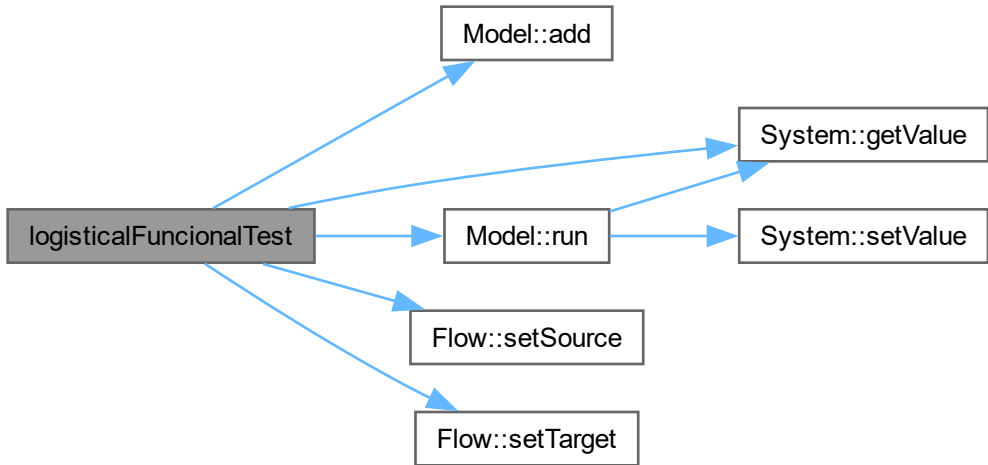 Model::add
System::getValue
logisticalFuncionalTest
Model::run
System::setValue
Flow::setSource
Flow::setTarget